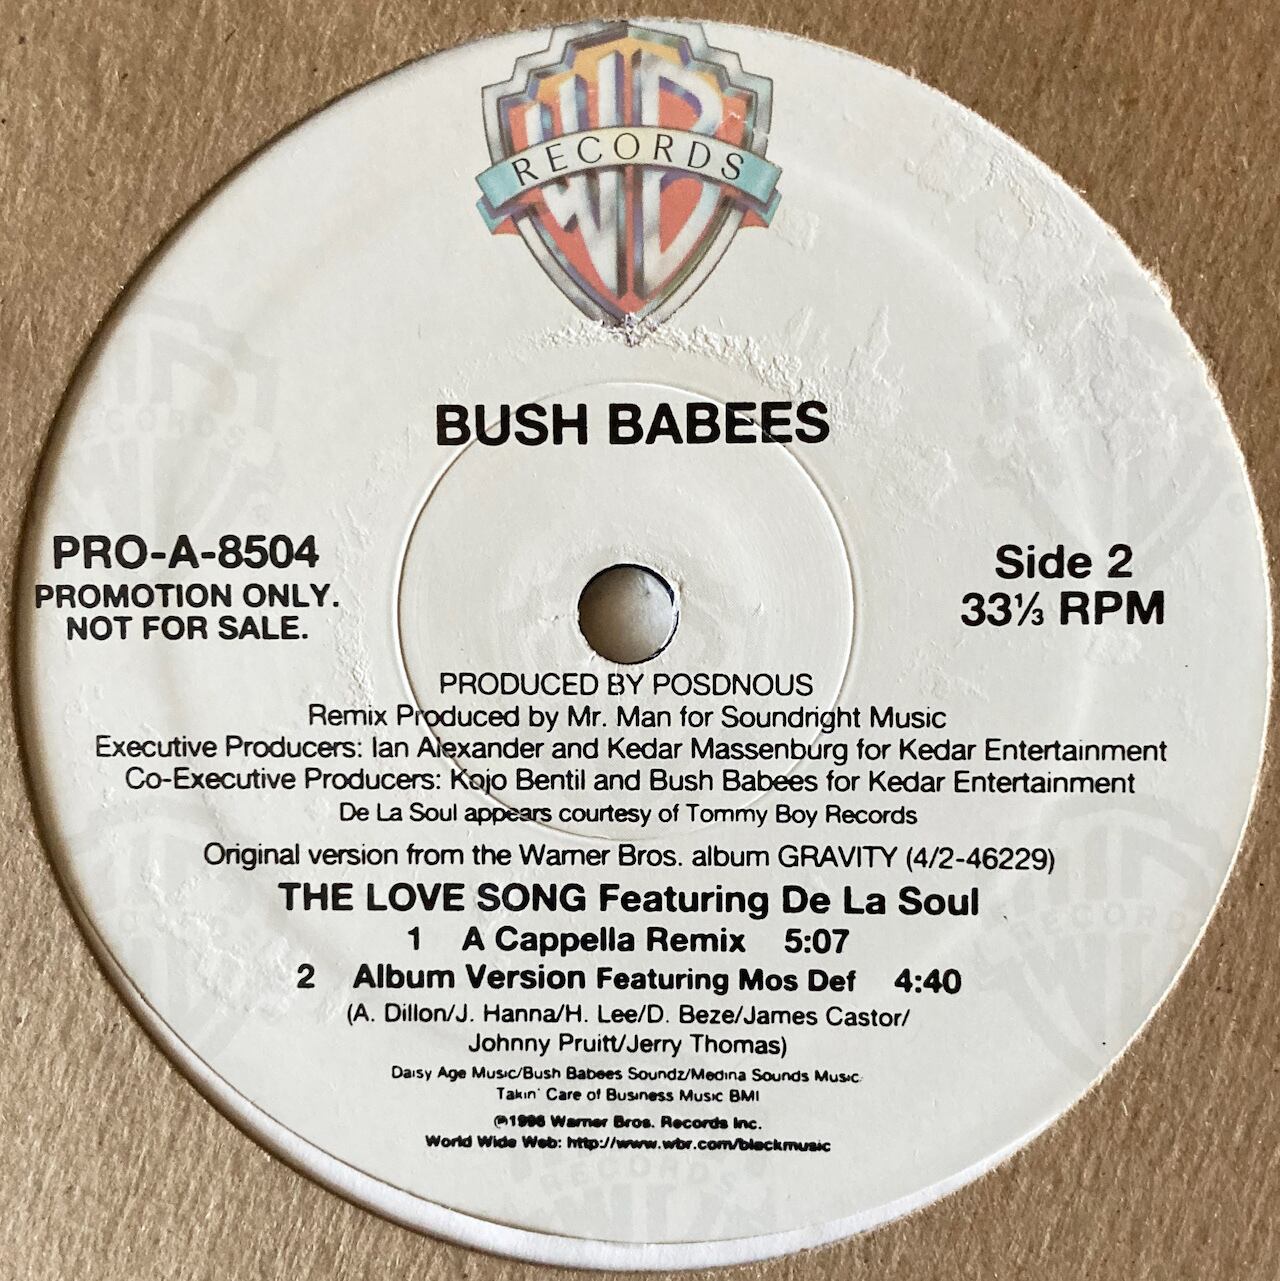 WB
RECORDS
BUSH BABEES
PRO-A-8504
PROMOTION ONLY.
NOT FOR SALE.
Side 2
33⅓ RPM
PRODUCED BY POSDNOUS
Remix Produced by Mr. Man for Soundright Music
Executive Producers: Ian Alexander and Kedar Massenburg for Kedar Entertainment
Co-Executive Producers: Kojo Bentil and Bush Babees for Kedar Entertainment
De La Soul appears courtesy of Tommy Boy Records
Original version from the Warner Bros. album GRAVITY (4/2-46229)
THE LOVE SONG Featuring De La Soul
1 A Cappella Remix 5:07
2 Album Version Featuring Mos Def 4:40
(A. Dillon/J. Hanna/H. Lee/D. Beze/James Castor/
Johnny Pruitt/Jerry Thomas)
Daisy Age Music/Bush Babees Soundz/Medina Sounds Music
Takin' Care of Business Music BMI
℗1996 Warner Bros. Records Inc.
World Wide Web: http://www.wbr.com/blackmusic